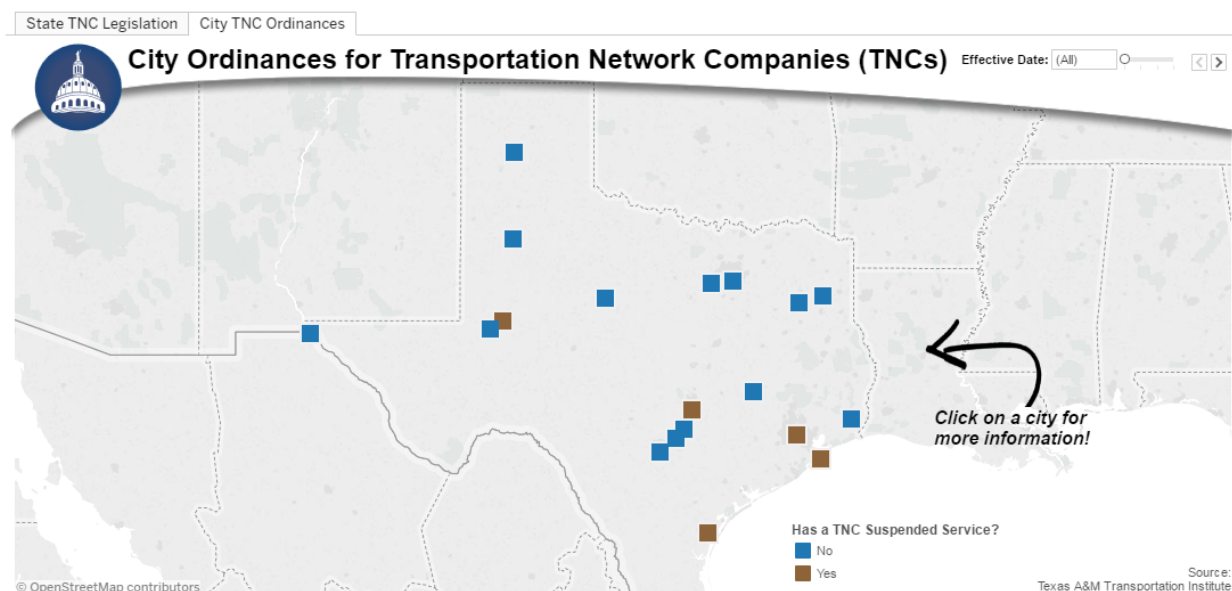 State TNC Legislation
City TNC Ordinances
City Ordinances for Transportation Network Companies (TNCs)
Effective Date: (All)
Click on a city for
more information!
Has a TNC Suspended Service?
No
Yes
© OpenStreetMap contributors
Source:
Texas A&M Transportation Institute